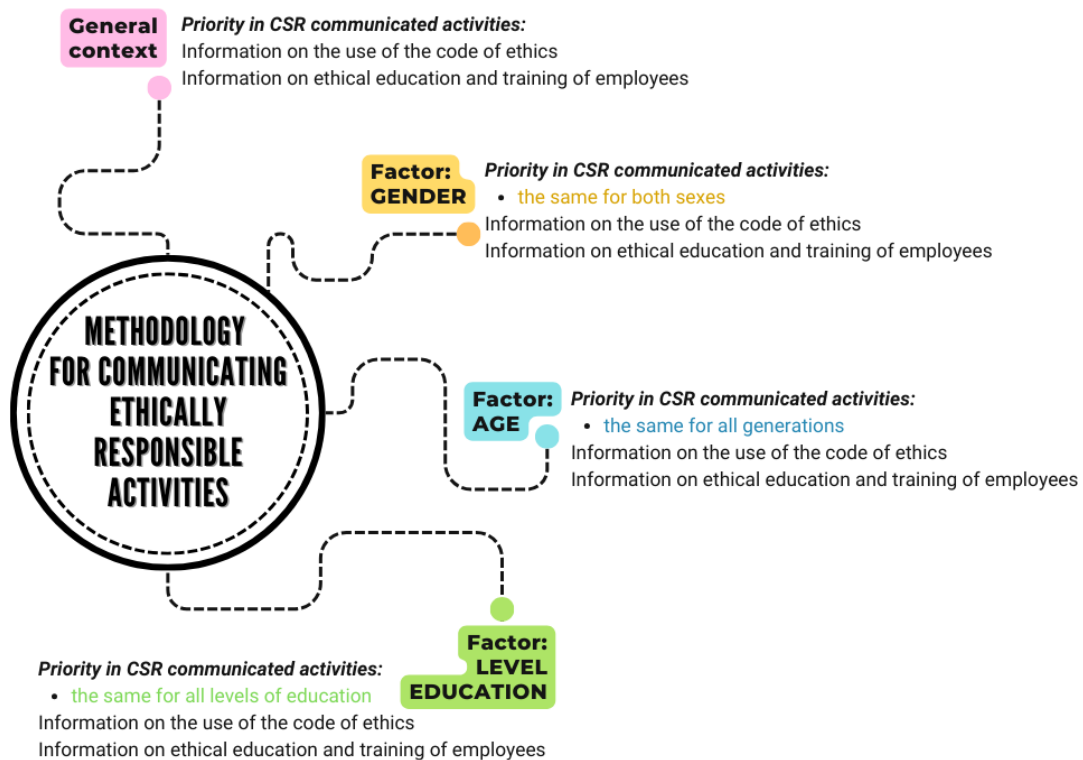 General
context
Priority in CSR communicated activities:
Information on the use of the code of ethics
Information on ethical education and training of employees
Factor:
GENDER
Priority in CSR communicated activities:
• the same for both sexes
Information on the use of the code of ethics
Information on ethical education and training of employees
METHODOLOGY
FOR COMMUNICATING
ETHICALLY
RESPONSIBLE
ACTIVITIES
Factor:
AGE
Priority in CSR communicated activities:
• the same for all generations
Information on the use of the code of ethics
Information on ethical education and training of employees
Factor:
LEVEL
EDUCATION
Priority in CSR communicated activities:
• the same for all levels of education
Information on the use of the code of ethics
Information on ethical education and training of employees